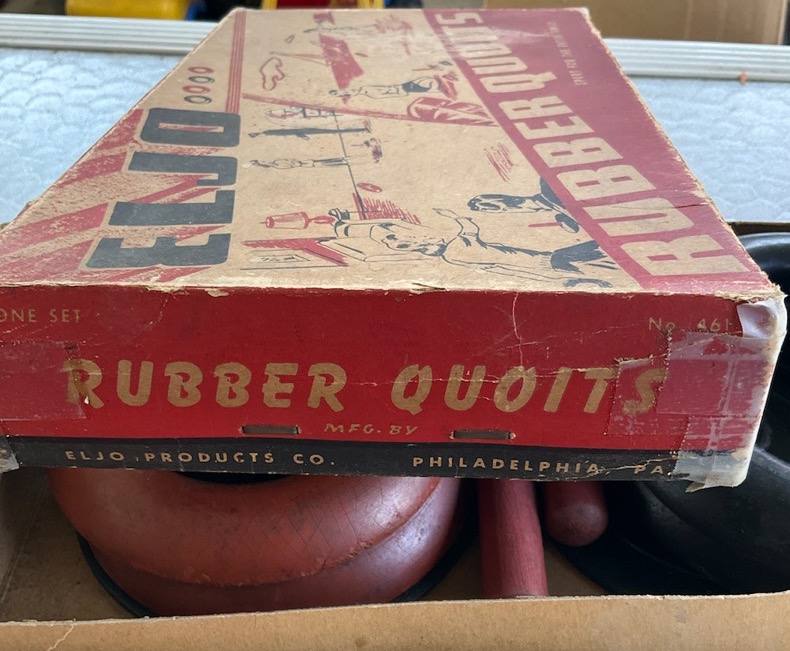 ELJO
RUBBER QUOITS
ONE SET
No. 461
RUBBER QUOITS
MFG. BY
ELJO PRODUCTS CO. PHILADELPHIA, PA.